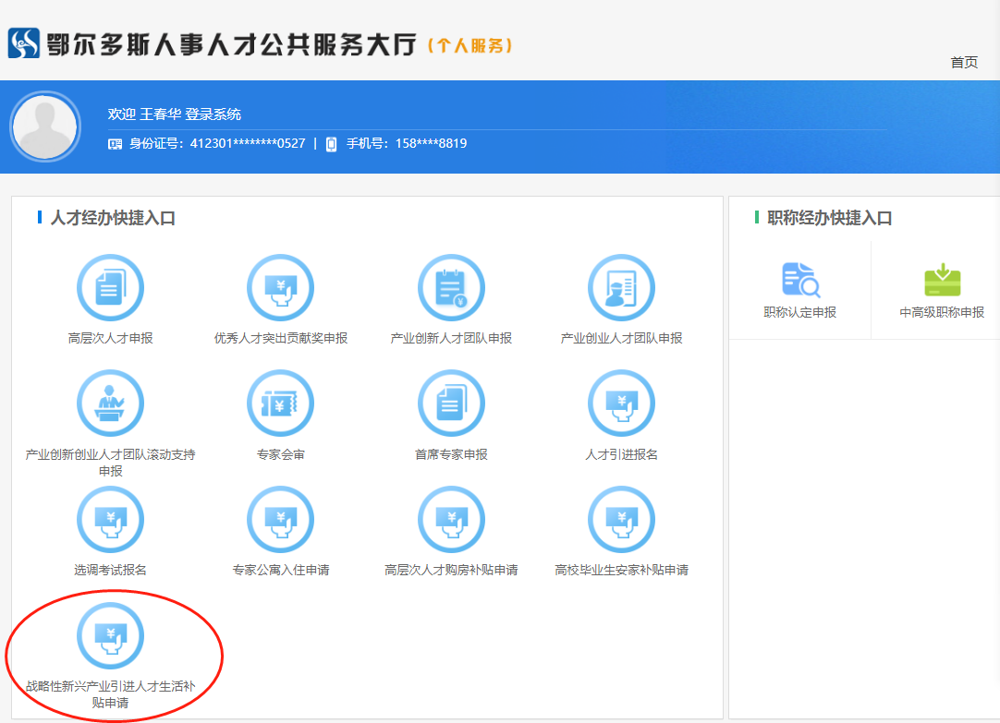 鄂尔多斯人事人才公共服务大厅(个人服务)
首页
欢迎 王春华 登录系统
身份证号：412301********0527 | 手机号：158****8819
人才经办快捷入口
高层次人才申报
优秀人才突出贡献奖申报
产业创新人才团队申报
产业创业人才团队申报
产业创新创业人才团队滚动支持
申报
专家会审
首席专家申报
人才引进报名
选调考试报名
专家公寓入住申请
高层次人才购房补贴申请
高校毕业生安家补贴申请
战略性新兴产业引进人才生活补
贴申请
职称经办快捷入口
职称认定申报
中高级职称申报